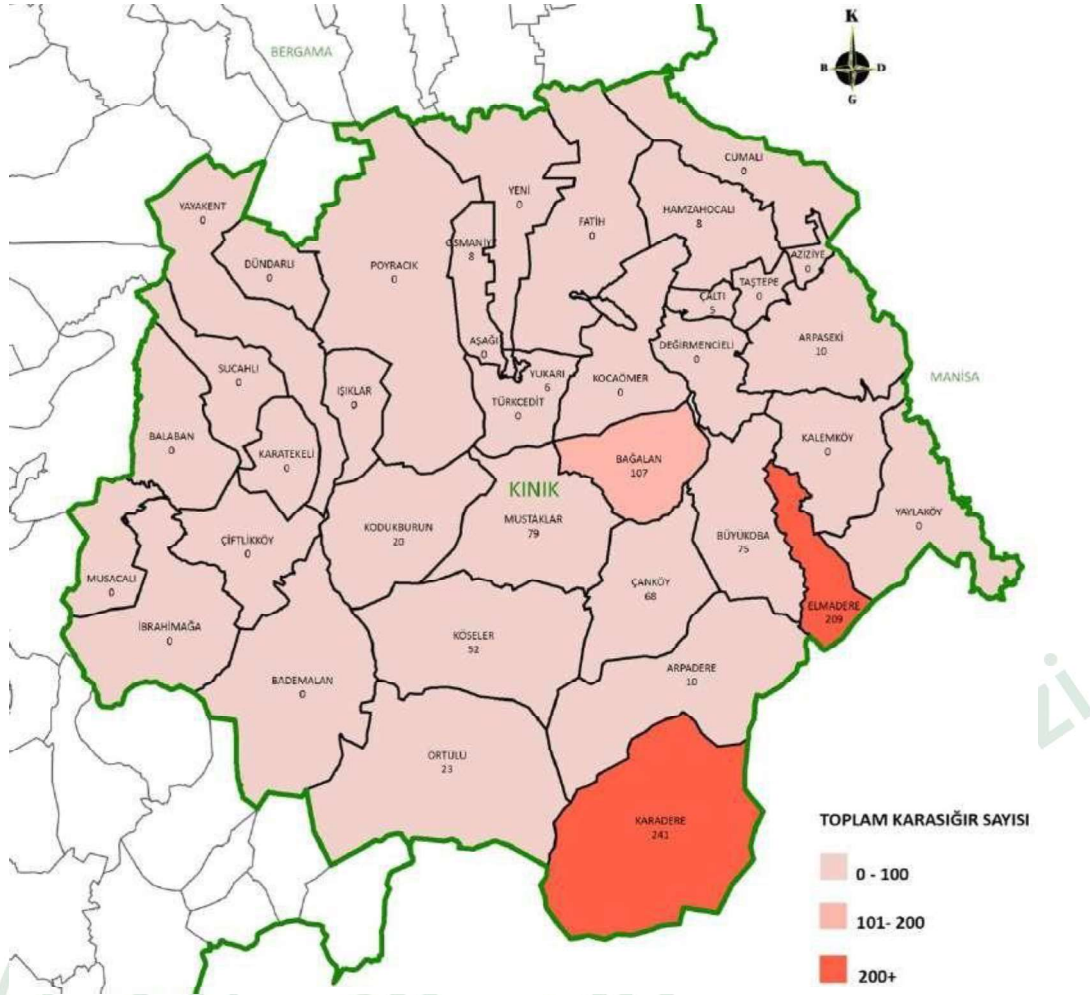 K
B D
G
BERGAMA
CUMALI
0
YENİ
0
YAYAKENT
0
HAMZAHOCALI
8
FATİH
0
OSMANİYE
8
AZİZİYE
0
DÜNDARLI
0
POYRACIK
0
TAŞTEPE
0
ÇALTI
5
ARPASEKİ
10
AŞAĞI
0
DEĞİRMENCİELİ
0
SUCAHLI
0
YUKARI
6
KOCAÖMER
0
MANİSA
IŞIKLAR
0
TÜRKCEDİT
0
BALABAN
0
KARATEKELİ
0
KALEMKÖY
0
BAĞALAN
107
KINIK
MUSTAKLAR
79
YAYLAKÖY
0
KODUKBURUN
20
BÜYÜKOBA
75
ÇİFTLİKKÖY
0
MUSACALI
0
ÇANKÖY
68
ELMADERE
209
İBRAHİMAĞA
0
KÖSELER
52
ARPADERE
10
BADEMALAN
0
ORTULU
23
KARADERE
241
TOPLAM KARASIĞIR SAYISI
0 - 100
101- 200
200+
zi